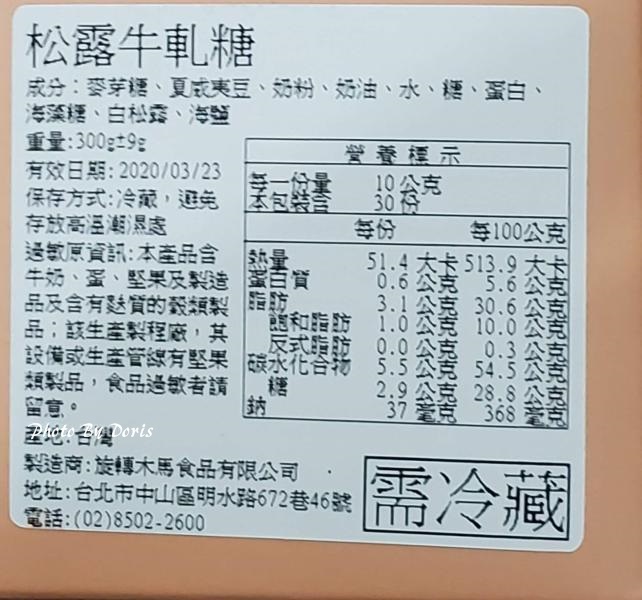 松露牛軋糖
成分：麥芽糖、夏威夷豆、奶粉、奶油、水、糖、蛋白、
海藻糖、白松露、海鹽
重量:300g±9g
有效日期:2020/03/23
保存方式:冷藏，避免
存放高溫潮濕處
過敏原資訊:本產品含
牛奶、蛋、堅果及製造
品及含有麩質的穀類製
品；該生產製程廠，其
設備或生產管線有堅果
類製品，食品過敏者請
留意。
產地:台灣
Photo By Doris
製造商:旋轉木馬食品有限公司
地址:台北市中山區明水路672巷46號
電話:(02)8502-2600
營養標示
每一份量 10公克
本包裝含 30份
每份 每100公克
熱量 51.4 大卡 513.9 大卡
蛋白質 0.6 公克 5.6 公克
脂肪 3.1 公克 30.6 公克
飽和脂肪 1.0 公克 10.0 公克
反式脂肪 0.0 公克 0.3 公克
碳水化合物 5.5 公克 54.5 公克
糖 2.9 公克 28.8 公克
鈉 37 毫克 368 毫克
需冷藏